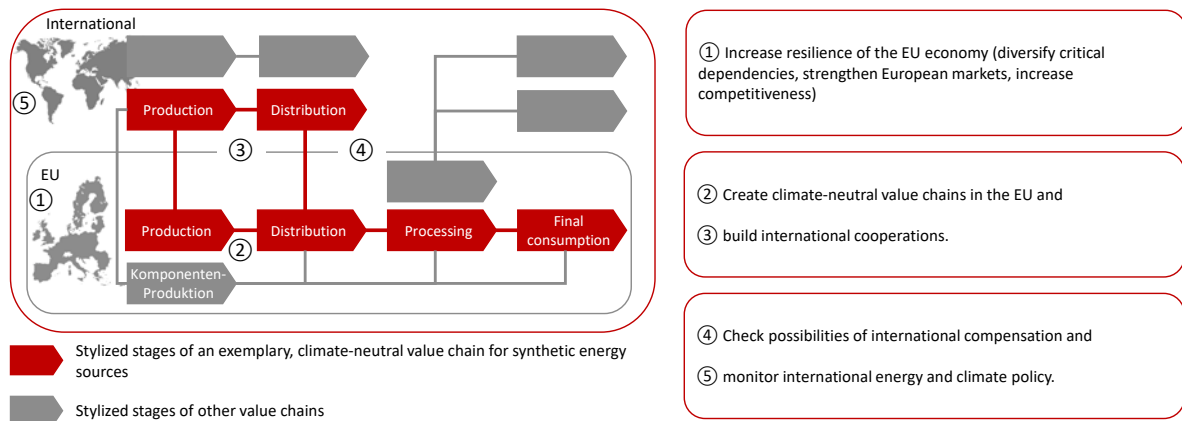 International
⑤
Production
Distribution
③
④
EU
①
Production
②
Distribution
Processing
Final
consumption
Komponenten-
Produktion
Stylized stages of an exemplary, climate-neutral value chain for synthetic energy
sources
Stylized stages of other value chains
① Increase resilience of the EU economy (diversify critical
dependencies, strengthen European markets, increase
competitiveness)
② Create climate-neutral value chains in the EU and
③ build international cooperations.
④ Check possibilities of international compensation and
⑤ monitor international energy and climate policy.